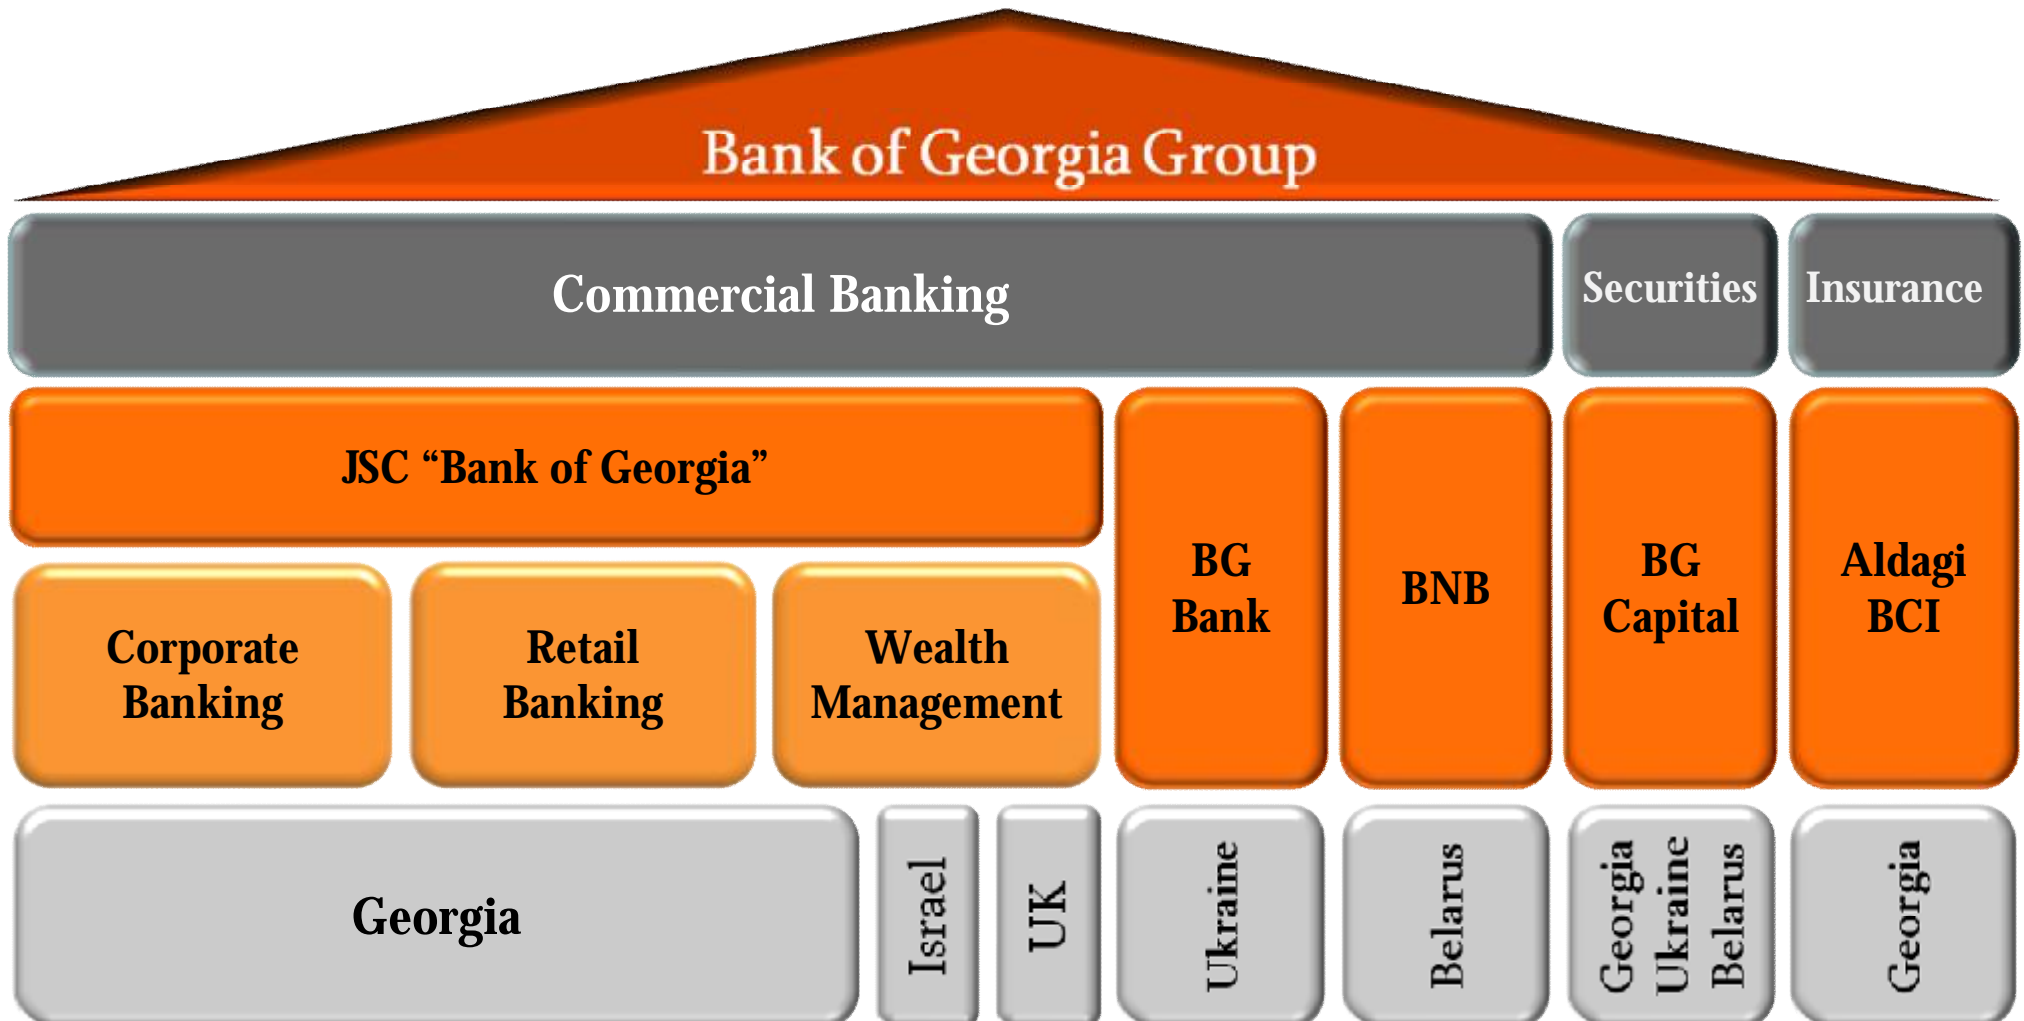 Bank of Georgia Group
Commercial Banking
Securities
Insurance
JSC “Bank of Georgia”
BG
Bank
BNB
BG
Capital
Aldagi
BCI
Corporate
Banking
Retail
Banking
Wealth
Management
Georgia
Israel
UK
Ukraine
Belarus
Georgia
Ukraine
Belarus
Georgia